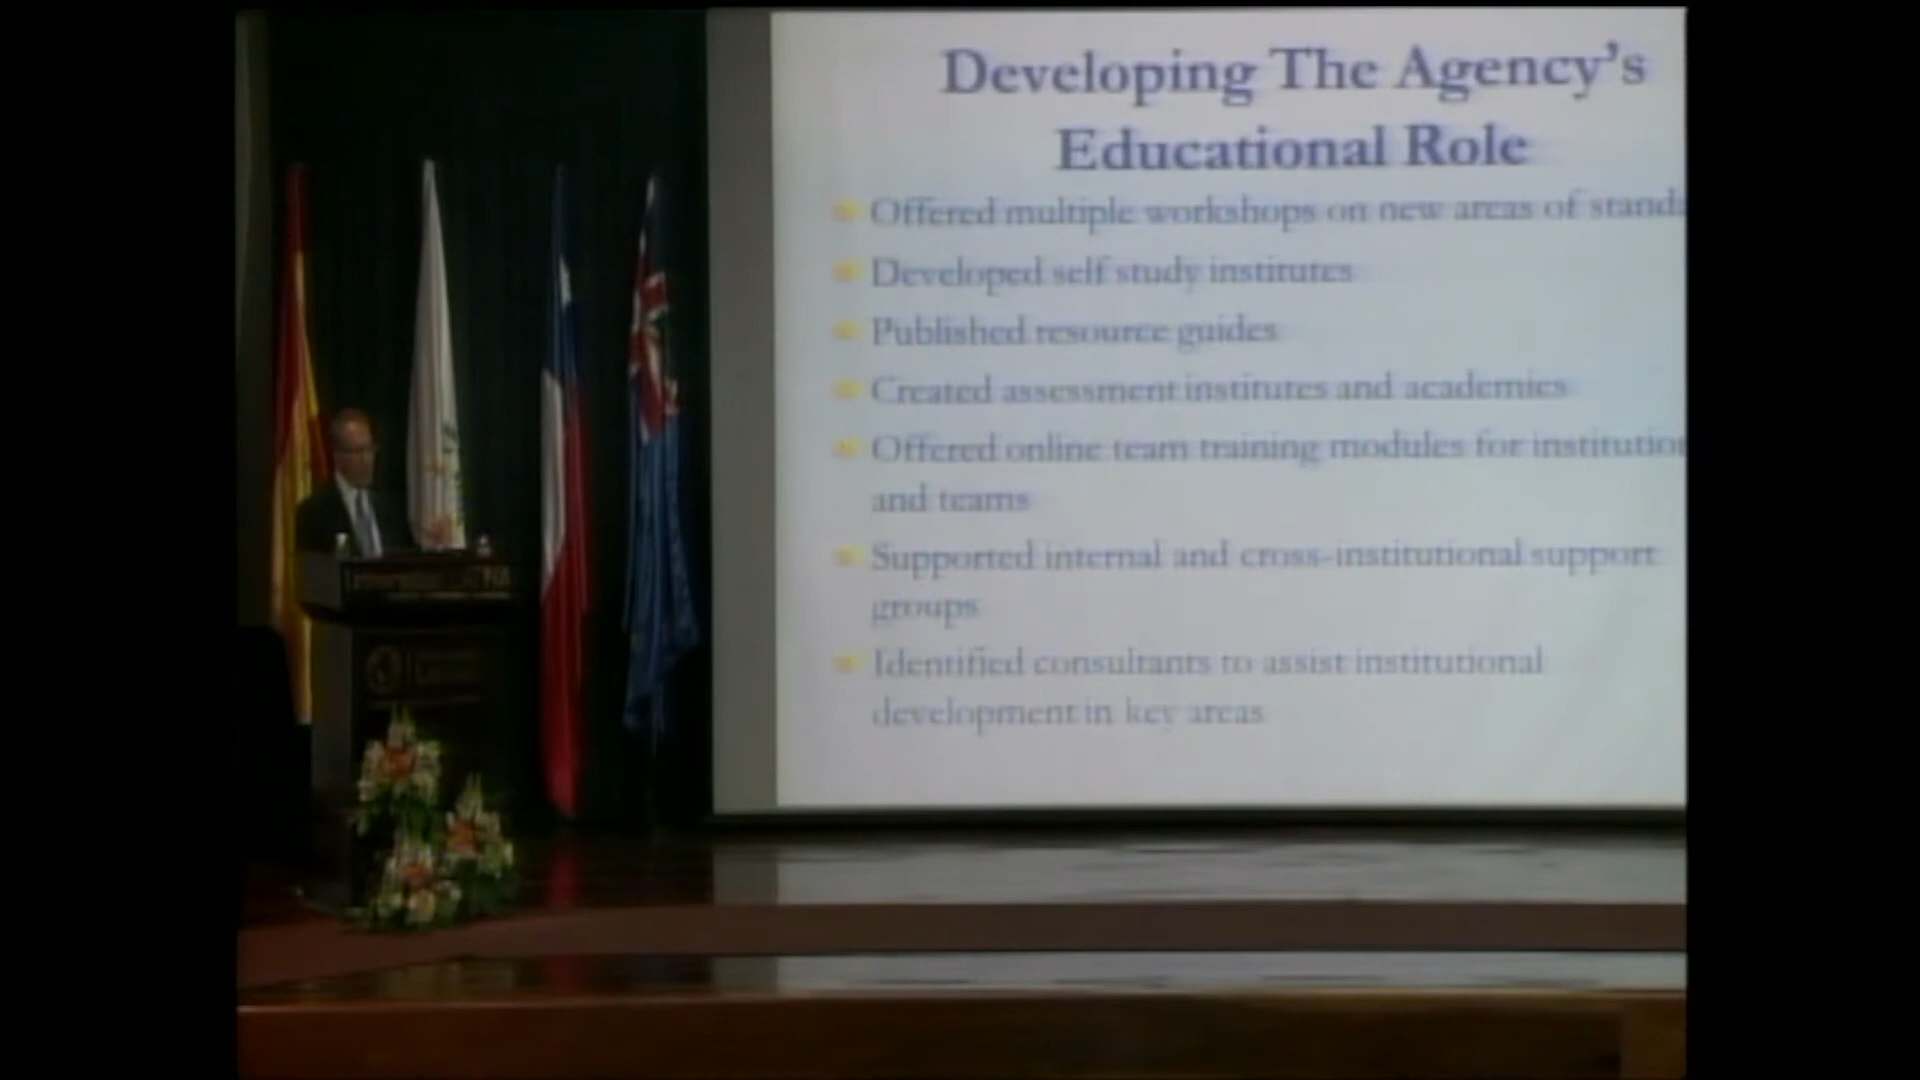 Developing The Agency's
Educational Role
Offered multiple workshops on new areas of standa
Developed self study institutes
Published resource guides
Created assessment institutes and academies
Offered online team training modules for institution
and teams
Supported internal and cross-institutional support
groups
Identified consultants to assist institutional
development in key areas